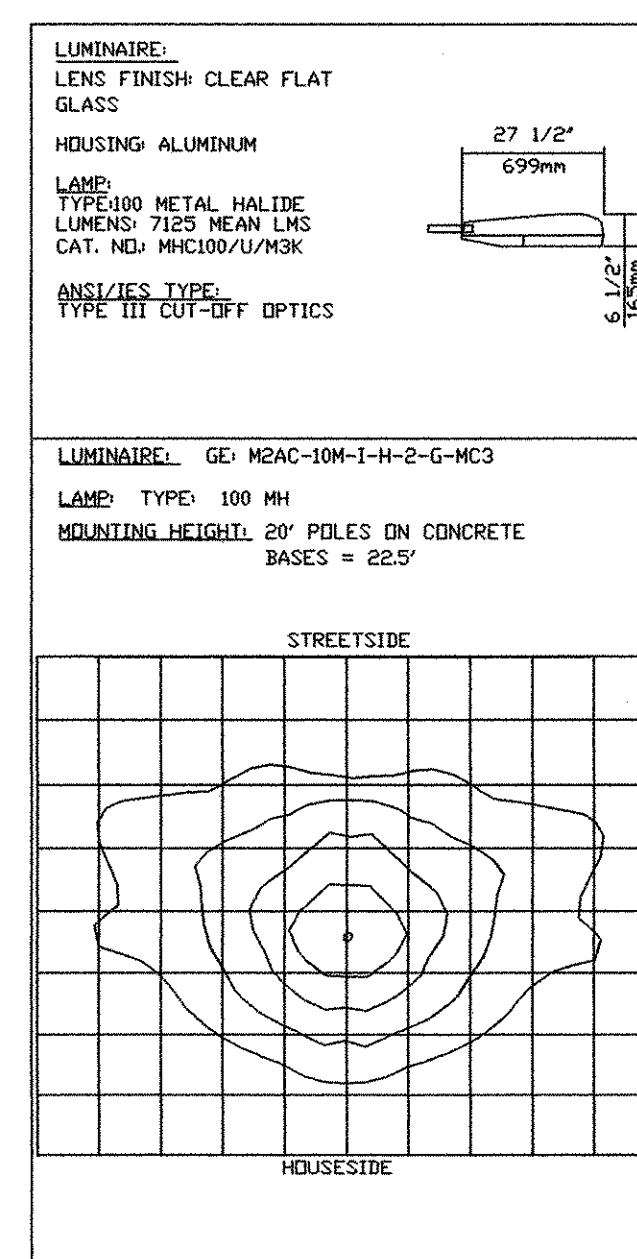 LUMINAIRE:
LENS FINISH: CLEAR FLAT
GLASS
HOUSING: ALUMINUM
LAMP:
TYPE:100 METAL HALIDE
LUMENS: 7125 MEAN LMS
CAT. NO.: MHC100/U/M3K
ANSI/IES TYPE:
TYPE III CUT-OFF OPTICS
27 1/2"
699mm
6 1/2"
165mm
LUMINAIRE: GE: M2AC-10M-I-H-2-G-MC3
LAMP: TYPE: 100 MH
MOUNTING HEIGHT: 20' POLES ON CONCRETE
BASES = 22.5'
STREETSIDE
HOUSESIDE